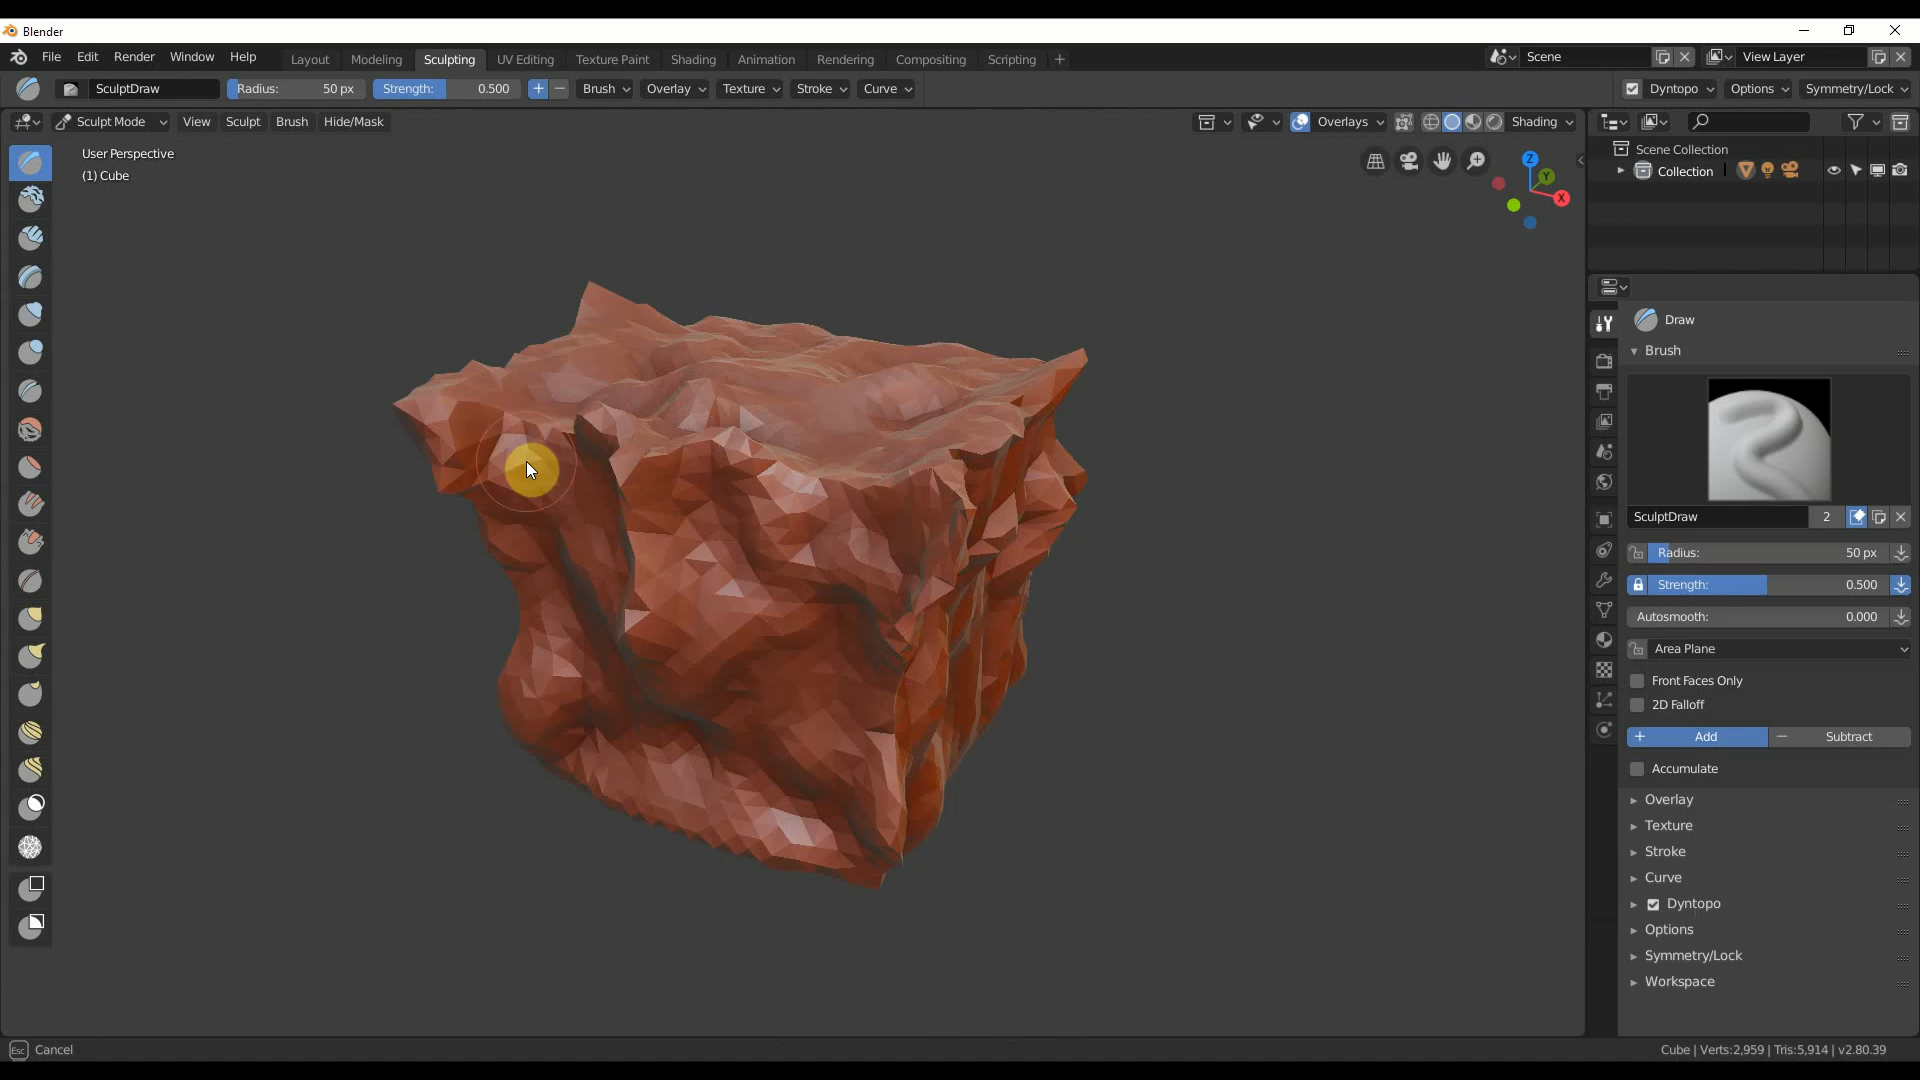 Blender
File Edit Render Window Help Layout Modeling Sculpting UV Editing Texture Paint Shading Animation Rendering Compositing Scripting + Scene View Layer
SculptDraw Radius: 50 px Strength: 0.500 + − Brush Overlay Texture Stroke Curve Dyntopo Options Symmetry/Lock
Sculpt Mode View Sculpt Brush Hide/Mask Overlays Shading
User Perspective
(1) Cube
Z
Y
X
Scene Collection
Collection
Draw
Brush
SculptDraw 2
Radius: 50 px
Strength: 0.500
Autosmooth: 0.000
Area Plane
Front Faces Only
2D Falloff
+ Add − Subtract
Accumulate
Overlay
Texture
Stroke
Curve
Dyntopo
Options
Symmetry/Lock
Workspace
Esc Cancel
Cube | Verts:2,959 | Tris:5,914 | v2.80.39